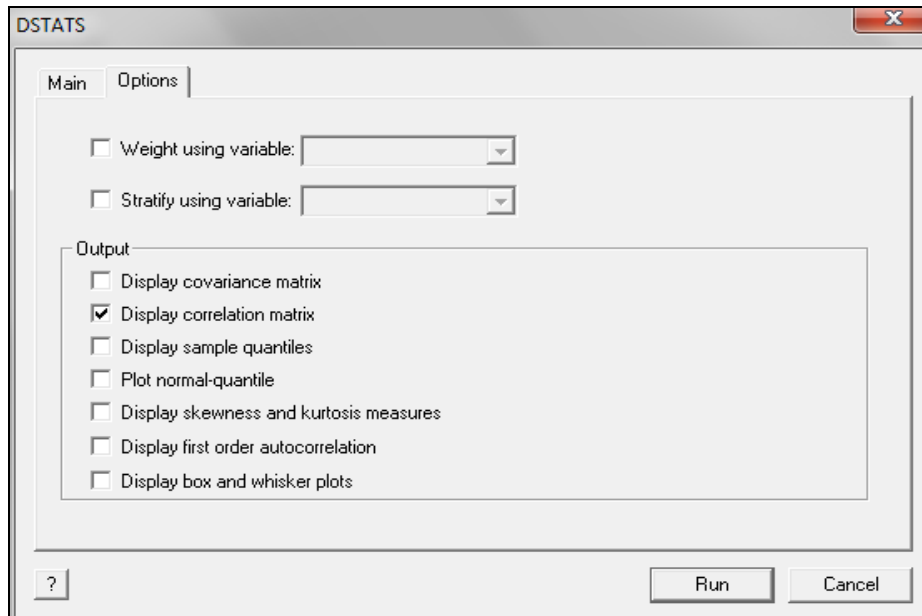 DSTATS
Main Options
Weight using variable:
Stratify using variable:
Output
Display covariance matrix
Display correlation matrix
Display sample quantiles
Plot normal-quantile
Display skewness and kurtosis measures
Display first order autocorrelation
Display box and whisker plots
? Run Cancel